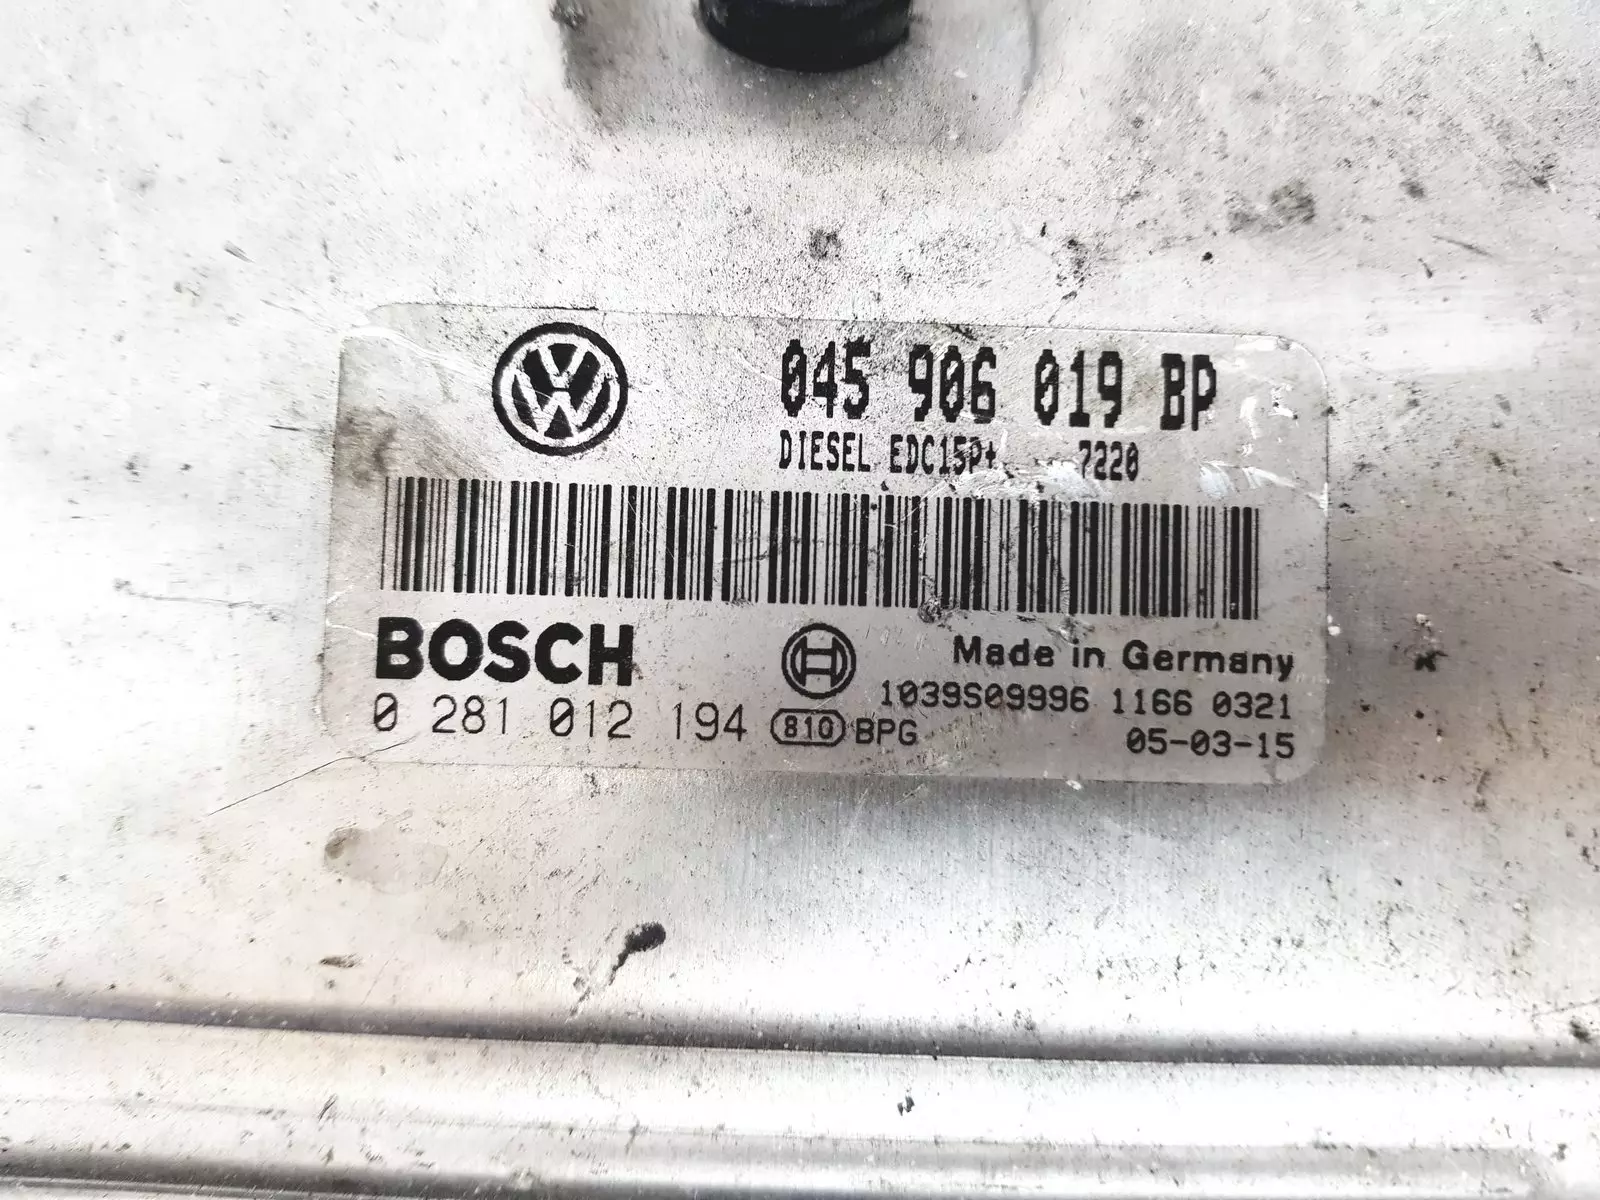 045 906 019 BP
DIESEL EDC15P+ 7220
BOSCH
Made in Germany
1039S09996 1166 0321
0 281 012 194 810 BPG
05-03-15